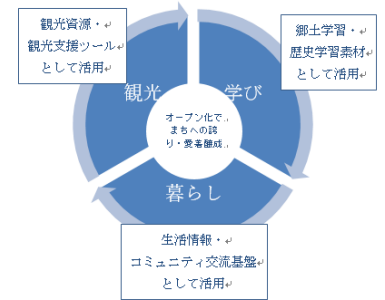 観光資源・
観光支援ツール
として活用
郷土学習・
歴史学習素材
として活用
観光
学び
オープン化で、
まちへの誇
り・愛着醸成、
暮らし
生活情報・
コミュニティ交流基盤
として活用